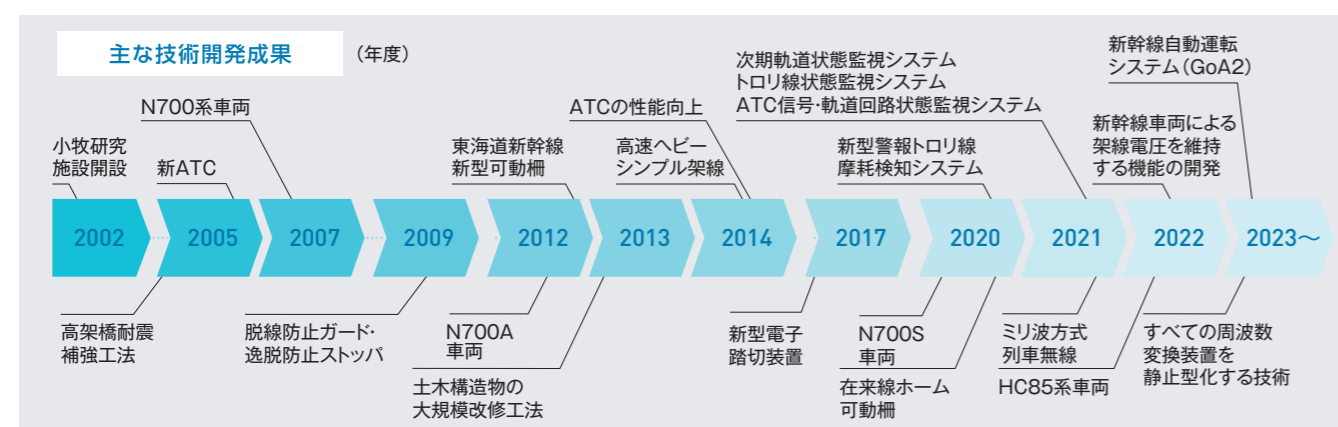 主な技術開発成果
(年度)
小牧研究
施設開設
新ATC
N700系車両
東海道新幹線
新型可動柵
ATCの性能向上
高速ヘビー
シンプル架線
次期軌道状態監視システム
トロリ線状態監視システム
ATC信号・軌道回路状態監視システム
新型警報トロリ線
摩耗検知システム
新幹線自動運転
システム(GoA2)
新幹線車両による
架線電圧を維持
する機能の開発
2002
2005
2007
2009
2012
2013
2014
2017
2020
2021
2022
2023～
高架橋耐震
補強工法
脱線防止ガード・
逸脱防止ストッパ
N700A
車両
土木構造物の
大規模改修工法
新型電子
踏切装置
N700S
車両
在来線ホーム
可動柵
ミリ波方式
列車無線
HC85系車両
すべての周波数
変換装置を
静止型化する技術